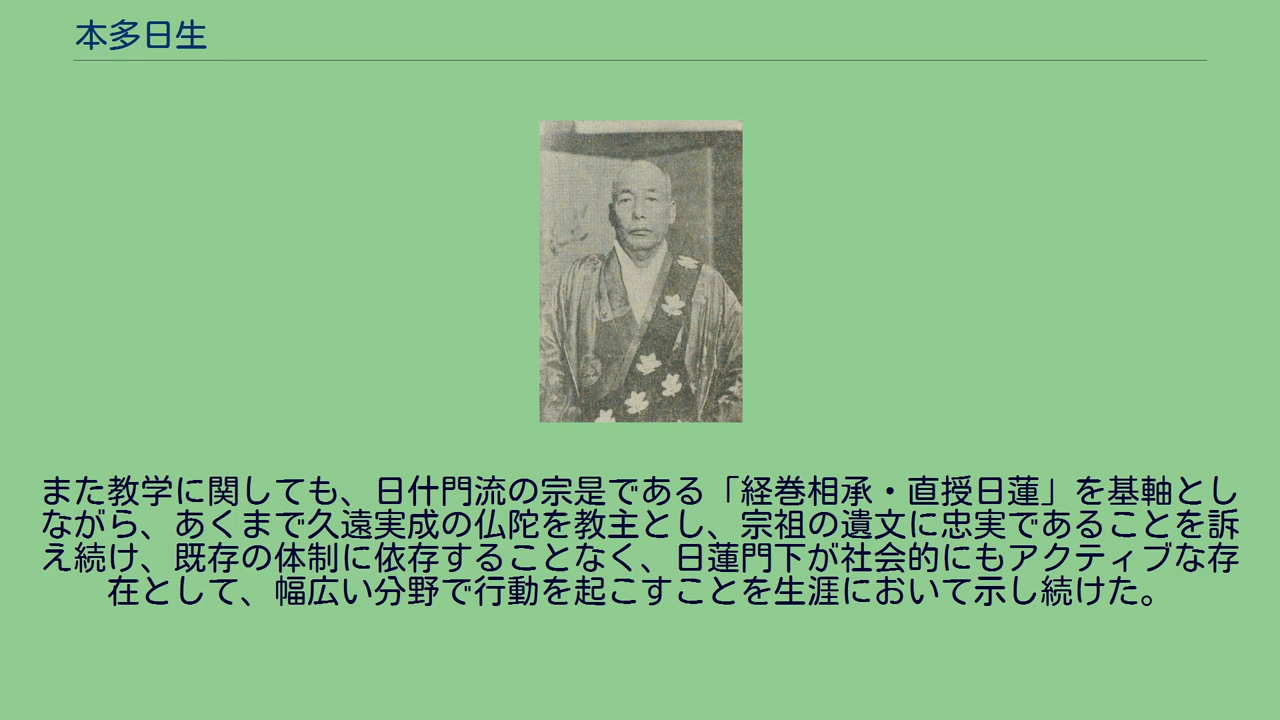 本多日生
また教学に関しても、日什門流の宗是である「経巻相承・直授日蓮」を基軸とし
ながら、あくまで久遠実成の仏陀を教主とし、宗祖の遺文に忠実であることを訴
え続け、既存の体制に依存することなく、日蓮門下が社会的にもアクティブな存
在として、幅広い分野で行動を起こすことを生涯において示し続けた。